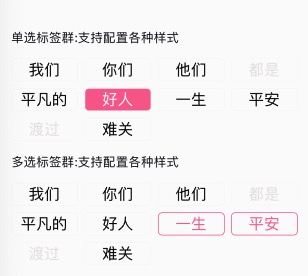 单选标签群:支持配置各种样式
我们 你们 他们 都是
平凡的 好人 一生 平安
渡过 难关
多选标签群:支持配置各种样式
我们 你们 他们 都是
平凡的 好人 一生 平安
渡过 难关